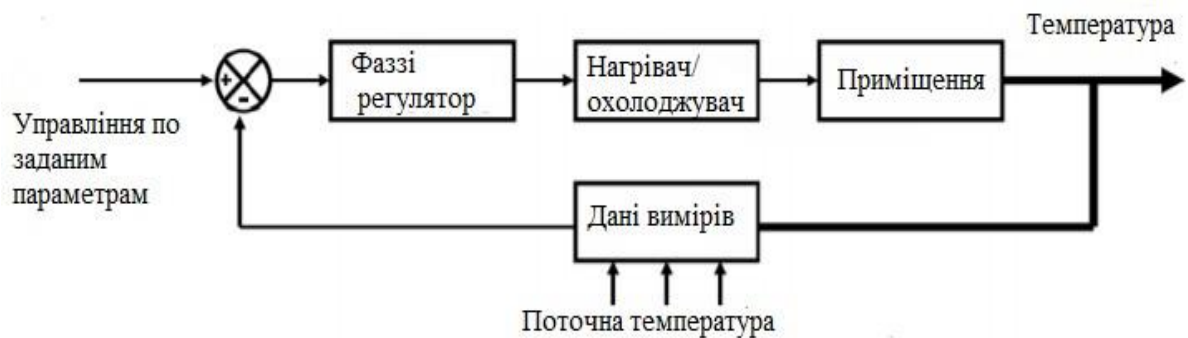 Температура
Фаззі
регулятор
Нагрівач/
охолоджувач
Приміщення
+
-
Управління по
заданим
параметрам
Дані вимірів
Поточна температура